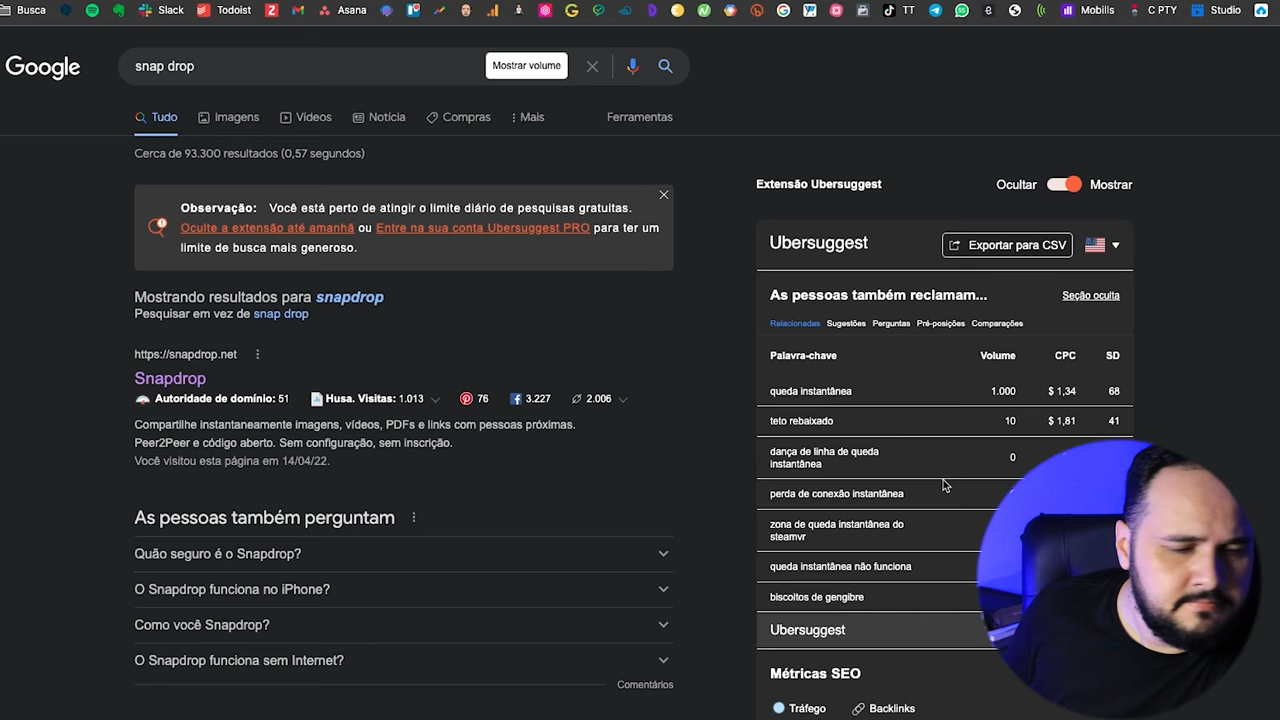 Busca
Slack
Todoist
Asana
TT
Mobills
C PTY
Studio
Google
snap drop
Mostrar volume
Tudo
Imagens
Vídeos
Notícia
Compras
Mais
Ferramentas
Cerca de 93.300 resultados (0,57 segundos)
Observação: Você está perto de atingir o limite diário de pesquisas gratuitas.
Oculte a extensão até amanhã ou Entre na sua conta Ubersuggest PRO para ter um
limite de busca mais generoso.
Mostrando resultados para snapdrop
Pesquisar em vez de snap drop
https://snapdrop.net
Snapdrop
Autoridade de domínio: 51 Husa. Visitas: 1.013 76 3.227 2.006
Compartilhe instantaneamente imagens, vídeos, PDFs e links com pessoas próximas.
Peer2Peer e código aberto. Sem configuração, sem inscrição.
Você visitou esta página em 14/04/22.
As pessoas também perguntam
Quão seguro é o Snapdrop?
O Snapdrop funciona no iPhone?
Como você Snapdrop?
O Snapdrop funciona sem Internet?
Comentários
Extensão Ubersuggest
Ocultar
Mostrar
Ubersuggest
Exportar para CSV
As pessoas também reclamam...
Seção oculta
Relacionadas Sugestões Perguntas Pré-posições Comparações
Palavra-chave Volume CPC SD
queda instantânea 1.000 $ 1,34 68
teto rebaixado 10 $ 1,81 41
dança de linha de queda
instantânea 0
perda de conexão instantânea
zona de queda instantânea do
steamvr
queda instantânea não funciona
biscoitos de gengibre
Ubersuggest
Métricas SEO
Tráfego
Backlinks